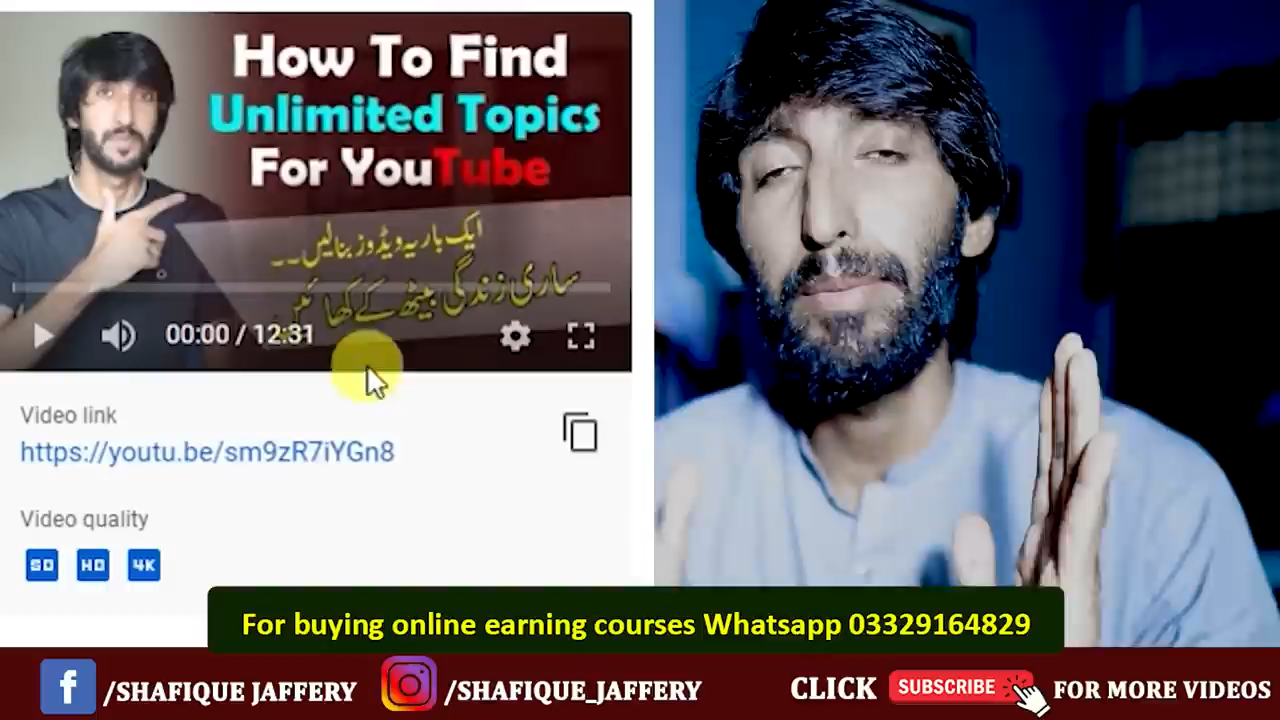 How To Find
Unlimited Topics
For YouTube
ایک بار یہ ویڈیوز بنالیں۔۔
ساری زندگی بیٹھ کے کھائیں
00:00 / 12:31
Video link
https://youtu.be/sm9zR7iYGn8
Video quality
SD HD 4K
For buying online earning courses Whatsapp 03329164829
f /SHAFIQUE JAFFERY
/SHAFIQUE_JAFFERY
CLICK SUBSCRIBE FOR MORE VIDEOS